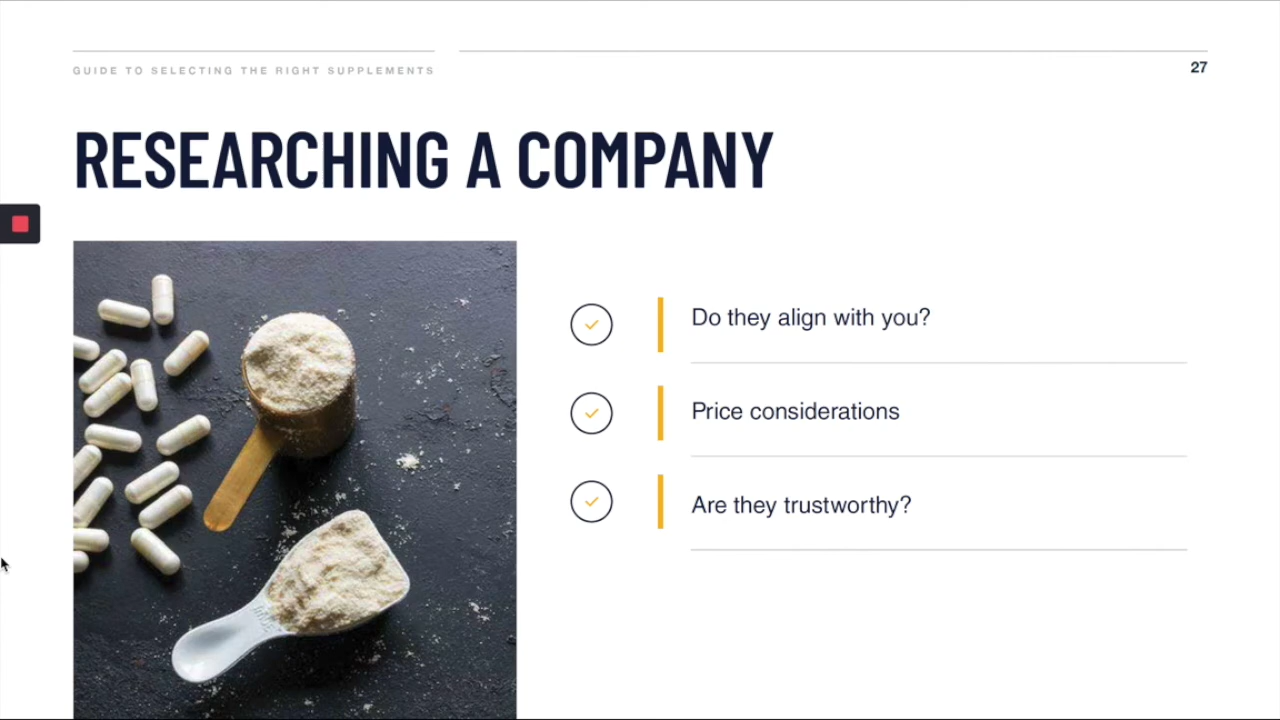 GUIDE TO SELECTING THE RIGHT SUPPLEMENTS
27
RESEARCHING A COMPANY
Do they align with you?
Price considerations
Are they trustworthy?